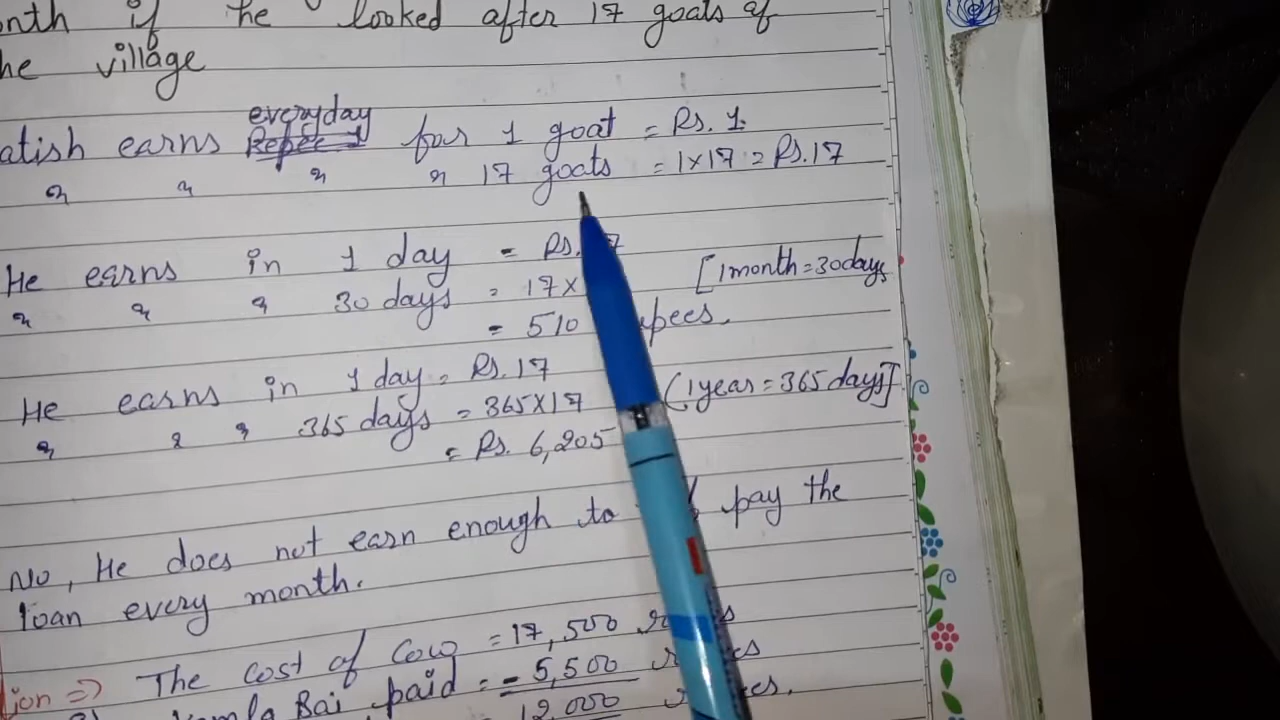 if he looked after 17 goats of
village
everyday
earns for 1 goat = Rs. 1.
" " " " 17 goats = 1×17 = Rs.17
He earns in 1 day = Rs.
" " " 30 days = 17× [1 month = 30 days
= 510
He earns in 1 day = Rs. 17
" " " 365 days = 365×17 (1 year = 365 days)]
= Rs. 6,205
No, He does not earn enough to pay the
loan every month.
The cost of Cow = 17,500
Bai paid = - 5,500
12,000